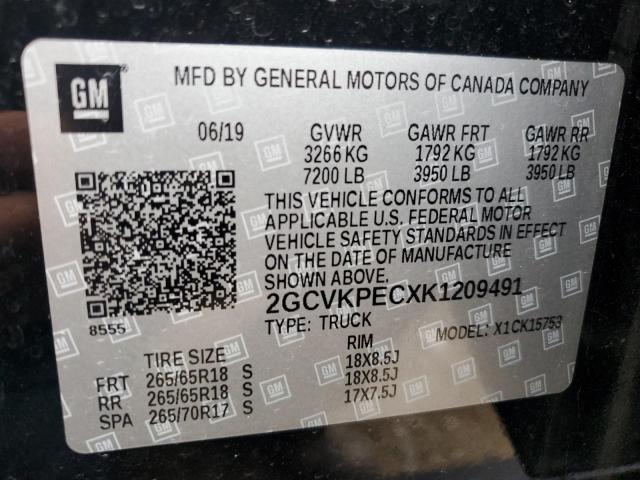 GM
MFD BY GENERAL MOTORS OF CANADA COMPANY
06/19 GVWR GAWR FRT GAWR RR
3266 KG 1792 KG 1792 KG
7200 LB 3950 LB 3950 LB
THIS VEHICLE CONFORMS TO ALL
APPLICABLE U.S. FEDERAL MOTOR
VEHICLE SAFETY STANDARDS IN EFFECT
ON THE DATE OF MANUFACTURE
SHOWN ABOVE.
2GCVKPECXK1209491
8555
TYPE: TRUCK MODEL: X1CK15753
TIRE SIZE RIM
FRT 265/65R18 S 18X8.5J
RR 265/65R18 S 18X8.5J
SPA 265/70R17 S 17X7.5J